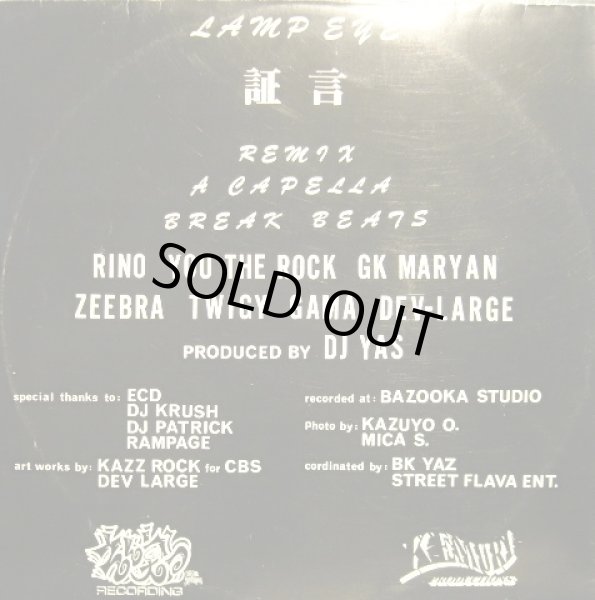 LAMP EYE
証言
REMIX
A CAPELLA
BREAK BEATS
RINO YOU THE ROCK GK MARYAN
ZEEBRA TWIGY GAMA DEV-LARGE
PRODUCED BY DJ YAS
SOLD OUT
special thanks to: ECD
DJ KRUSH
DJ PATRICK
RAMPAGE
art works by: KAZZ ROCK for CBS
DEV LARGE
recorded at: BAZOOKA STUDIO
Photo by: KAZUYO O.
MICA S.
cordinated by: BK YAZ
STREET FLAVA ENT.
RECORDING